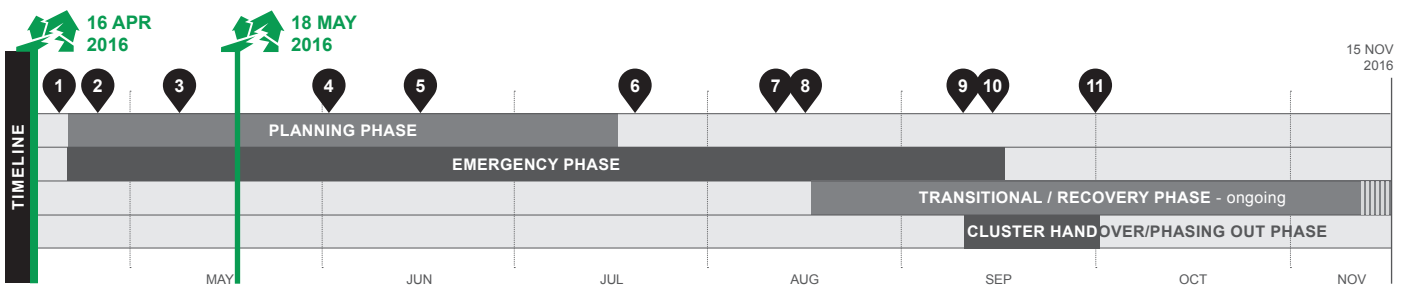 16 APR
2016
18 MAY
2016
15 NOV
2016
1 2 3 4 5 6 7 8 9 10 11
TIMELINE
PLANNING PHASE
EMERGENCY PHASE
TRANSITIONAL / RECOVERY PHASE - ongoing
CLUSTER HANDOVER/PHASING OUT PHASE
MAY JUN JUL AUG SEP OCT NOV